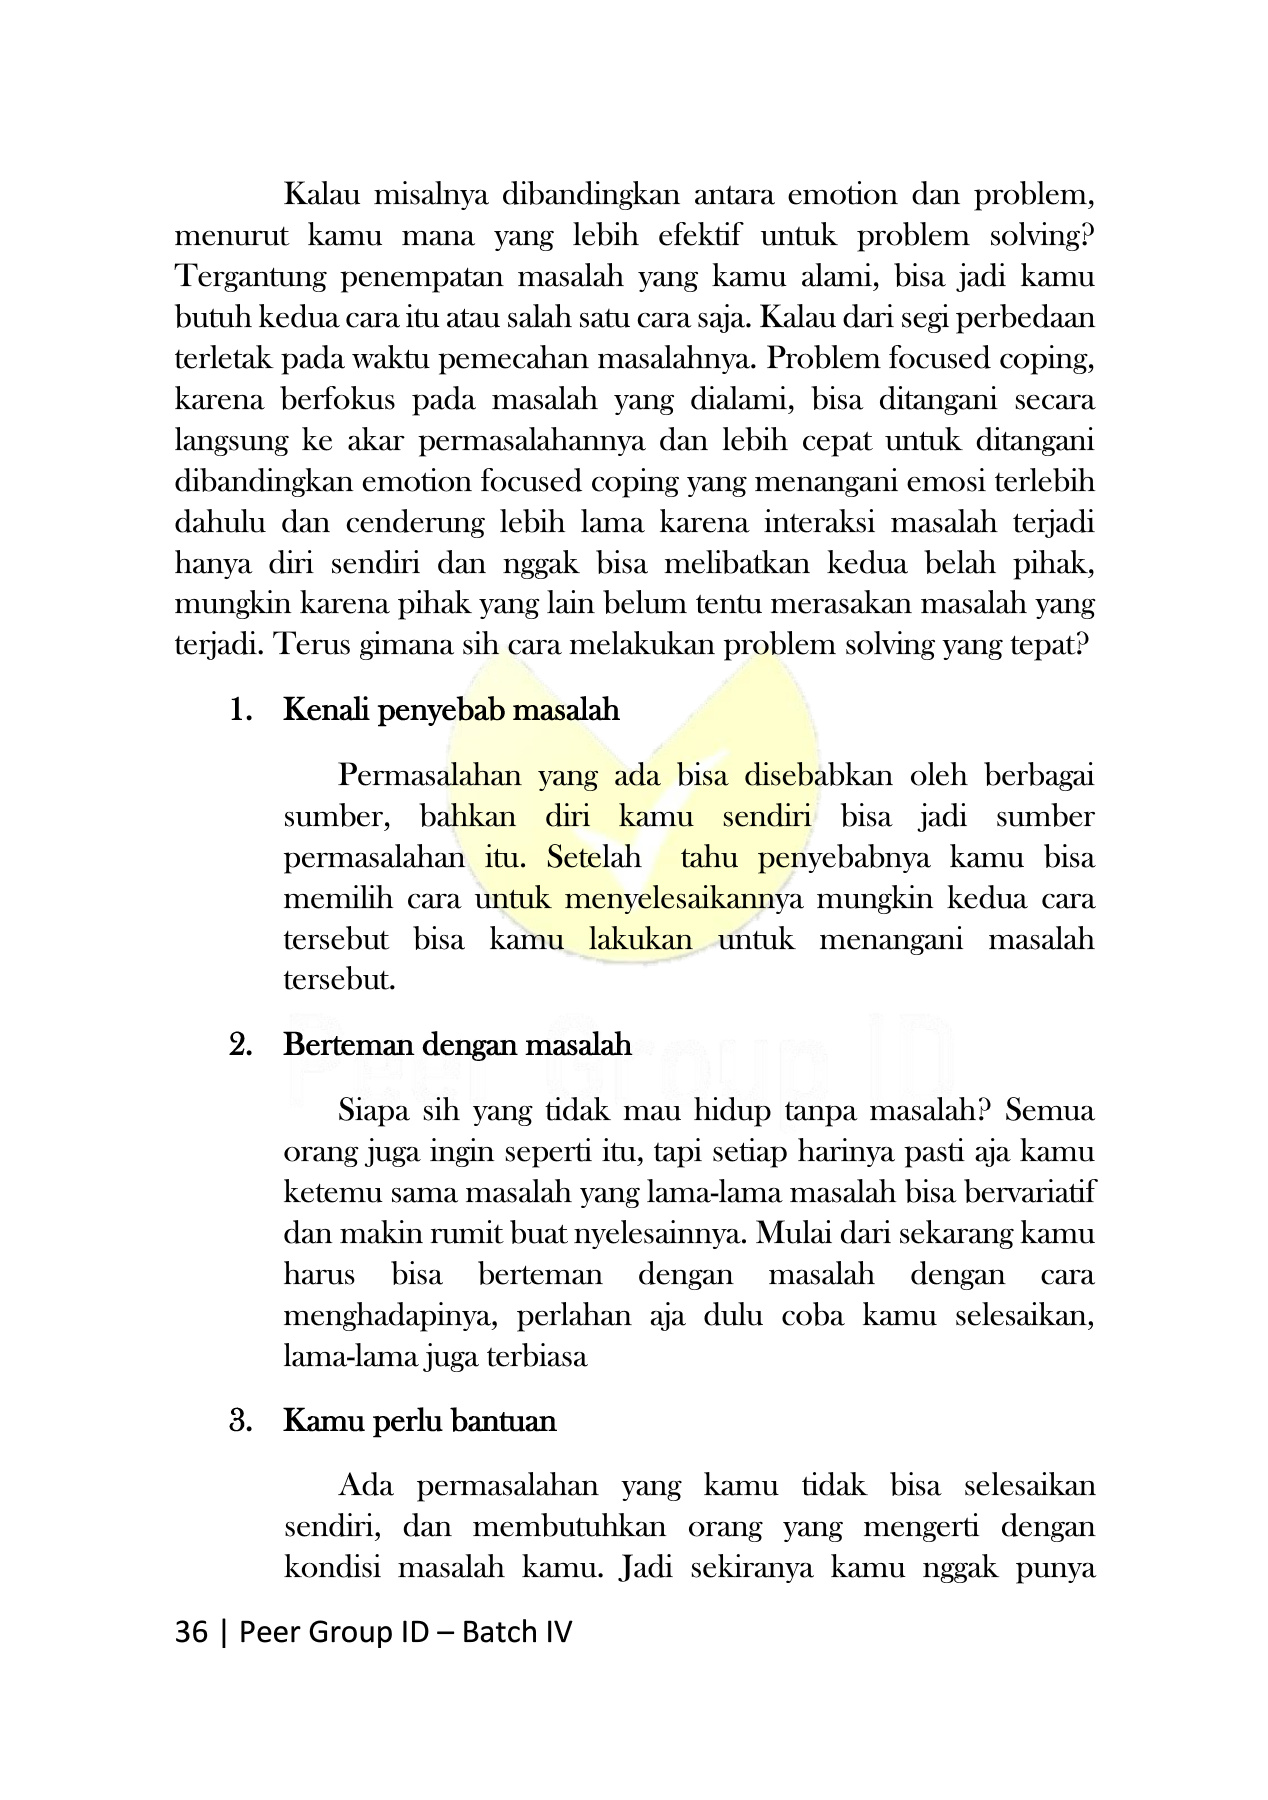 Kalau misalnya dibandingkan antara emotion dan problem,
menurut kamu mana yang lebih efektif untuk problem solving?
Tergantung penempatan masalah yang kamu alami, bisa jadi kamu
butuh kedua cara itu atau salah satu cara saja. Kalau dari segi perbedaan
terletak pada waktu pemecahan masalahnya. Problem focused coping,
karena berfokus pada masalah yang dialami, bisa ditangani secara
langsung ke akar permasalahannya dan lebih cepat untuk ditangani
dibandingkan emotion focused coping yang menangani emosi terlebih
dahulu dan cenderung lebih lama karena interaksi masalah terjadi
hanya diri sendiri dan nggak bisa melibatkan kedua belah pihak,
mungkin karena pihak yang lain belum tentu merasakan masalah yang
terjadi. Terus gimana sih cara melakukan problem solving yang tepat?
1. Kenali penyebab masalah
Permasalahan yang ada bisa disebabkan oleh berbagai
sumber, bahkan diri kamu sendiri bisa jadi sumber
permasalahan itu. Setelah tahu penyebabnya kamu bisa
memilih cara untuk menyelesaikannya mungkin kedua cara
tersebut bisa kamu lakukan untuk menangani masalah
tersebut.
Peer Group ID
2. Berteman dengan masalah
Siapa sih yang tidak mau hidup tanpa masalah? Semua
orang juga ingin seperti itu, tapi setiap harinya pasti aja kamu
ketemu sama masalah yang lama-lama masalah bisa bervariatif
dan makin rumit buat nyelesainnya. Mulai dari sekarang kamu
harus bisa berteman dengan masalah dengan cara
menghadapinya, perlahan aja dulu coba kamu selesaikan,
lama-lama juga terbiasa
3. Kamu perlu bantuan
Ada permasalahan yang kamu tidak bisa selesaikan
sendiri, dan membutuhkan orang yang mengerti dengan
kondisi masalah kamu. Jadi sekiranya kamu nggak punya
36 | Peer Group ID – Batch IV